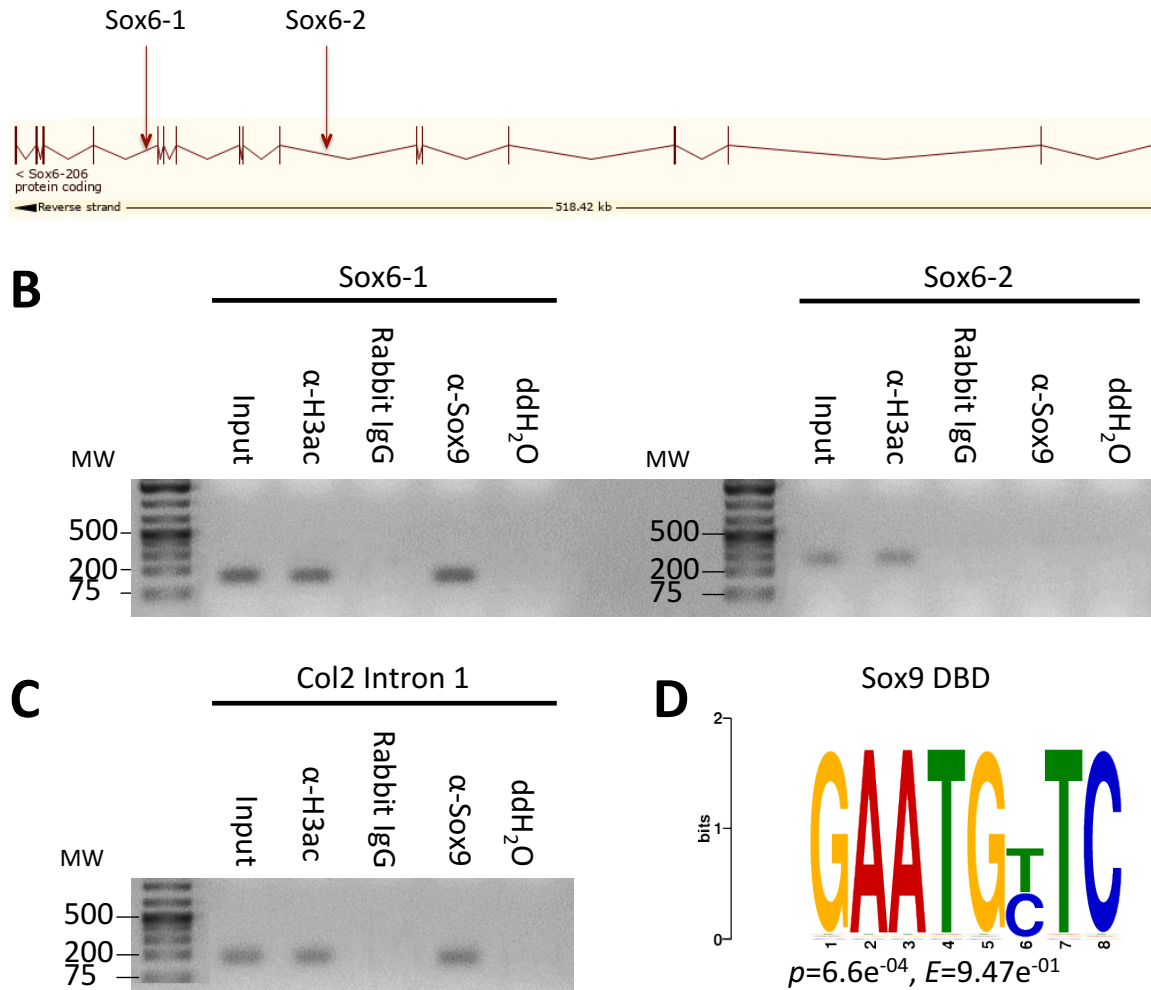 Sox6-1 Sox6-2
< Sox6-206
protein coding
Reverse strand 518.42 kb
B
Sox6-1
Input α-H3ac Rabbit IgG α-Sox9 ddH₂O
MW
500
200
75
Sox6-2
Input α-H3ac Rabbit IgG α-Sox9 ddH₂O
MW
500
200
75
C
Col2 Intron 1
Input α-H3ac Rabbit IgG α-Sox9 ddH₂O
MW
500
200
75
D
Sox9 DBD
bits
2
1
0
GAATGTTC
C
1 2 3 4 5 6 7 8
p=6.6e⁻⁰⁴, E=9.47e⁻⁰¹